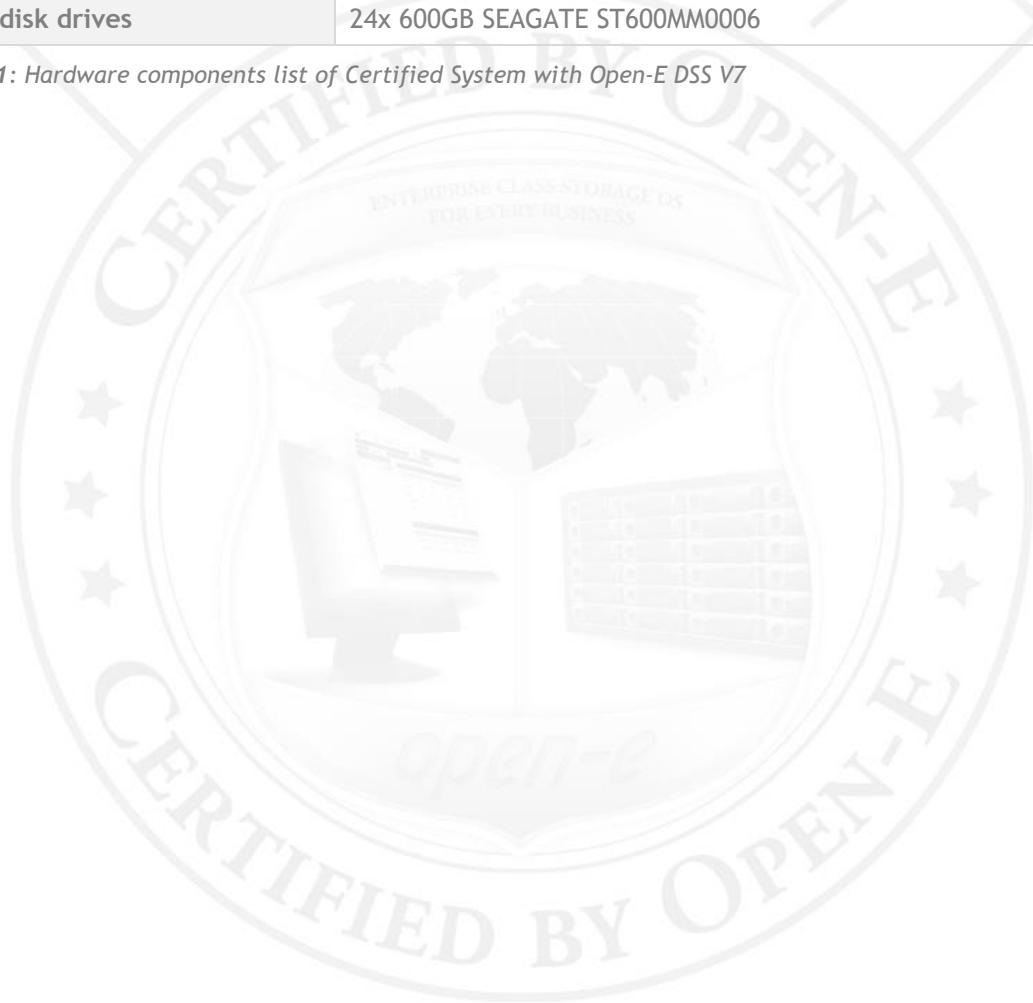 disk drives 24x 600GB SEAGATE ST600MM0006
1: Hardware components list of Certified System with Open-E DSS V7
CERTIFIED BY OPEN-E
ENTERPRISE CLASS STORAGE OS
FOR EVERY BUSINESS
open-e
CERTIFIED BY OPEN-E